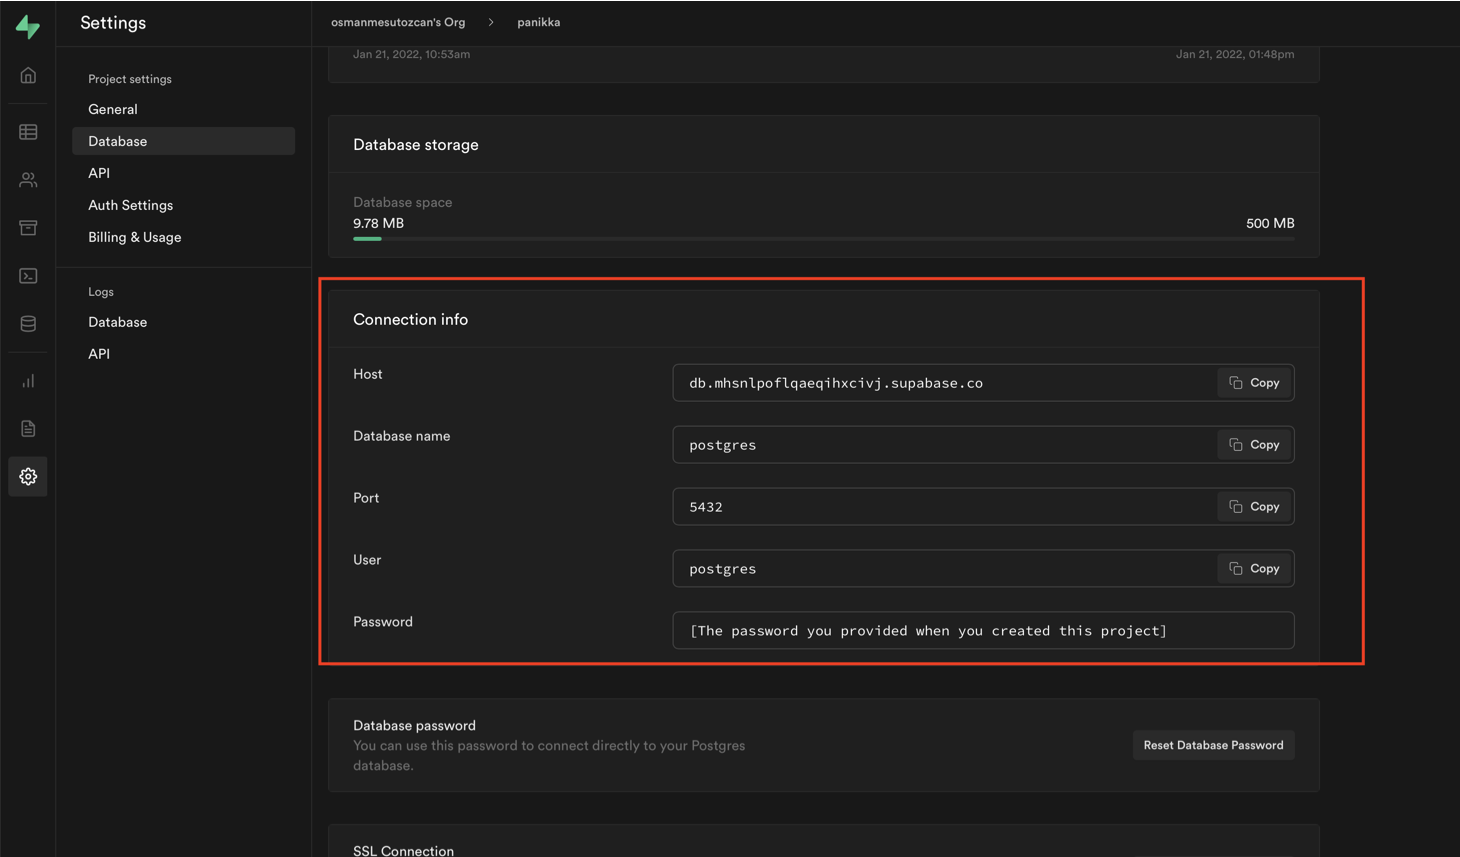 Settings
osmanmesutozcan's Org > panikka
Project settings
General
Database
API
Auth Settings
Billing & Usage
Logs
Database
API
Jan 21, 2022, 10:53am
Jan 21, 2022, 01:48pm
Database storage
Database space
9.78 MB
500 MB
Connection info
Host
db.mhsnlpoflqaeqihxcivj.supabase.co
Copy
Database name
postgres
Copy
Port
5432
Copy
User
postgres
Copy
Password
[The password you provided when you created this project]
Database password
You can use this password to connect directly to your Postgres
database.
Reset Database Password
SSL Connection